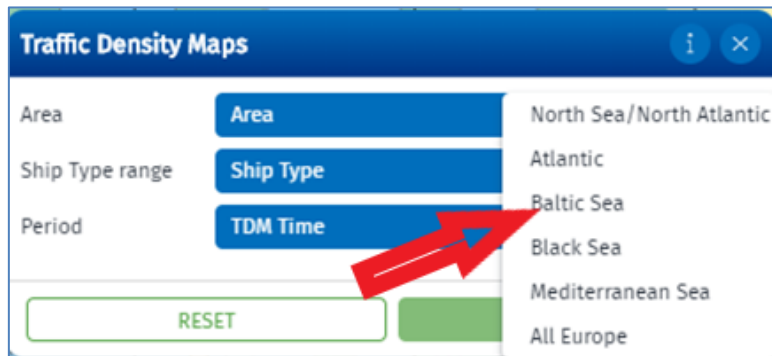 Traffic Density Maps
i ×
Area
Area
North Sea/North Atlantic
Atlantic
Ship Type range
Ship Type
Baltic Sea
Period
TDM Time
Black Sea
Mediterranean Sea
RESET
All Europe